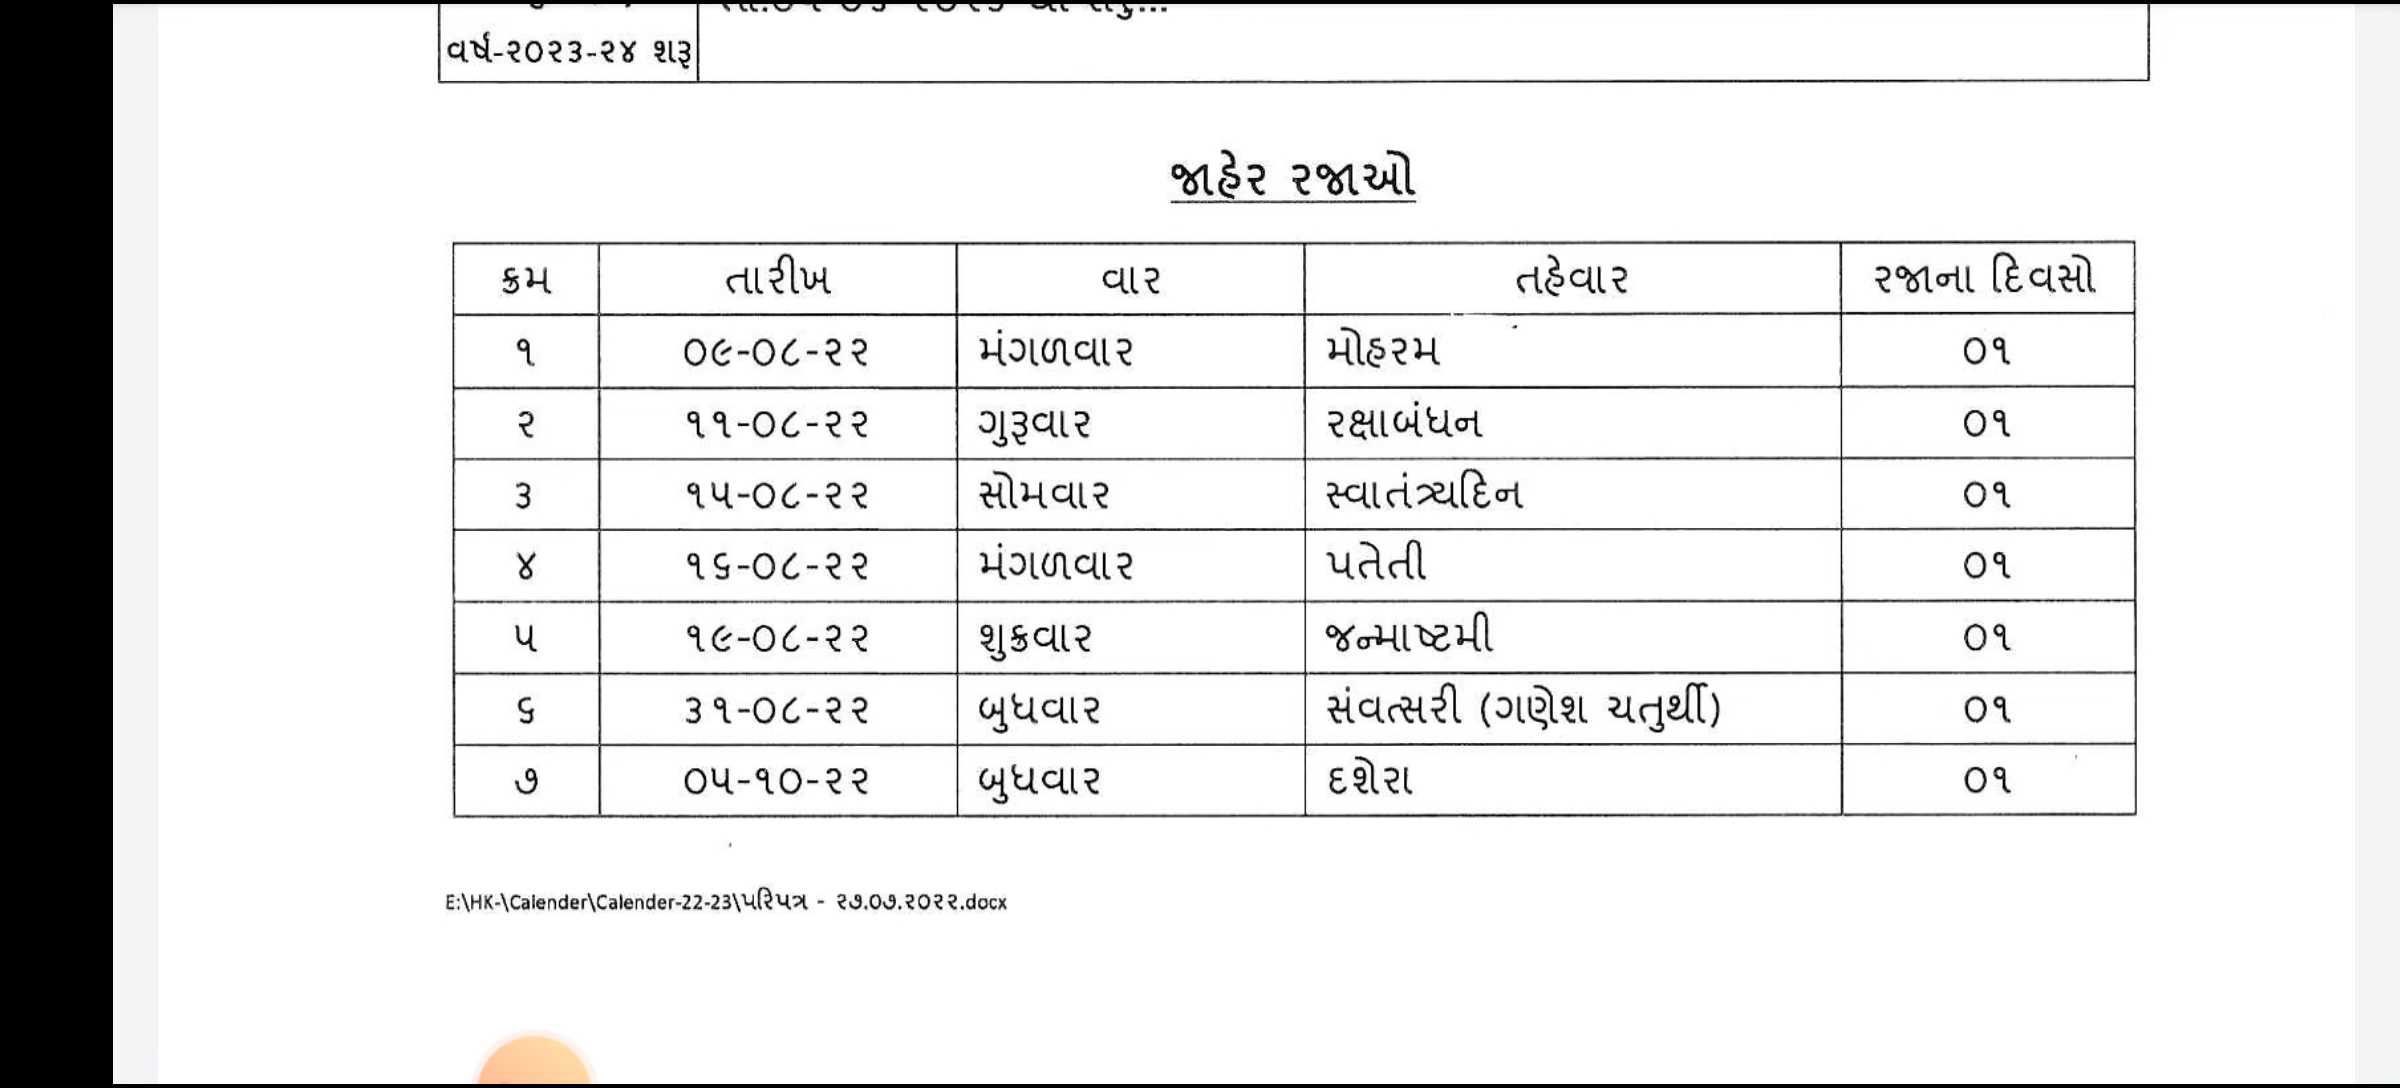 વર્ષ-૨૦૨૩-૨૪ શરૂ
જાહેર રજાઓ
ક્રમ તારીખ વાર તહેવાર રજાના દિવસો
૧ ૦૯-૦૮-૨૨ મંગળવાર મોહરમ ૦૧
૨ ૧૧-૦૮-૨૨ ગુરૂવાર રક્ષાબંધન ૦૧
૩ ૧૫-૦૮-૨૨ સોમવાર સ્વાતંત્ર્યદિન ૦૧
૪ ૧૬-૦૮-૨૨ મંગળવાર પતેતી ૦૧
૫ ૧૯-૦૮-૨૨ શુક્રવાર જન્માષ્ટમી ૦૧
૬ ૩૧-૦૮-૨૨ બુધવાર સંવત્સરી (ગણેશ ચતુર્થી) ૦૧
૭ ૦૫-૧૦-૨૨ બુધવાર દશેરા ૦૧
E:\HK-\Calender\Calender-22-23\પરિપત્ર - ૨૭.૦૭.૨૦૨૨.docx